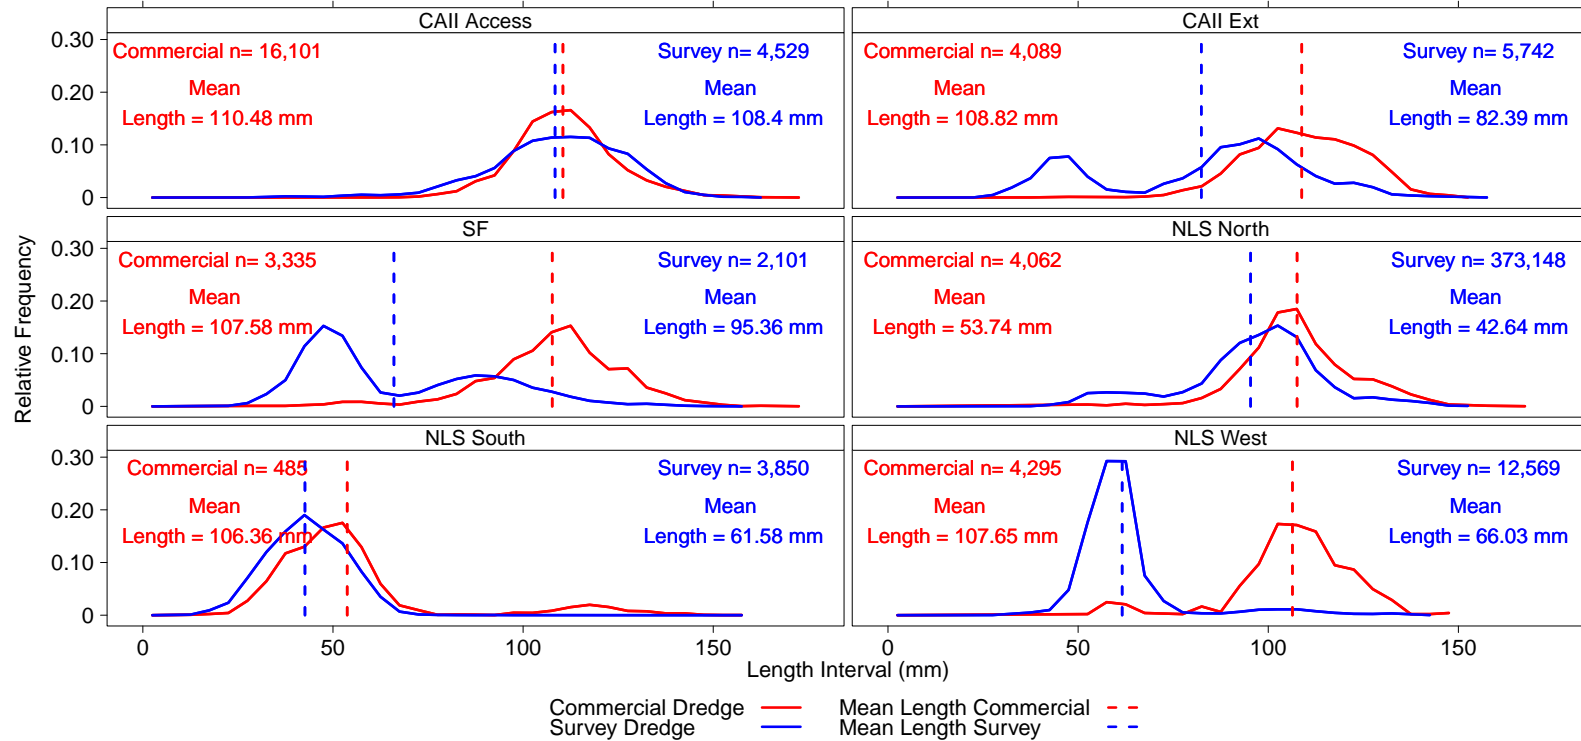 CAII Access
CAII Ext
0.30
Commercial n= 16,101
Survey n= 4,529
Commercial n= 4,089
Survey n= 5,742
Mean
Mean
Mean
Mean
0.20
Length = 110.48 mm
Length = 108.4 mm
Length = 108.82 mm
Length = 82.39 mm
0.10
0
SF
NLS North
0.30
Commercial n= 3,335
Survey n= 2,101
Commercial n= 4,062
Survey n= 373,148
Mean
Mean
Mean
Mean
0.20
Length = 107.58 mm
Length = 95.36 mm
Length = 53.74 mm
Length = 42.64 mm
0.10
0
Relative Frequency
NLS South
NLS West
0.30
Commercial n= 485
Survey n= 3,850
Commercial n= 4,295
Survey n= 12,569
Mean
Mean
Mean
Mean
0.20
Length = 106.36 mm
Length = 61.58 mm
Length = 107.65 mm
Length = 66.03 mm
0.10
0
0 50 100 150
0 50 100 150
Length Interval (mm)
Commercial Dredge
Mean Length Commercial
Survey Dredge
Mean Length Survey